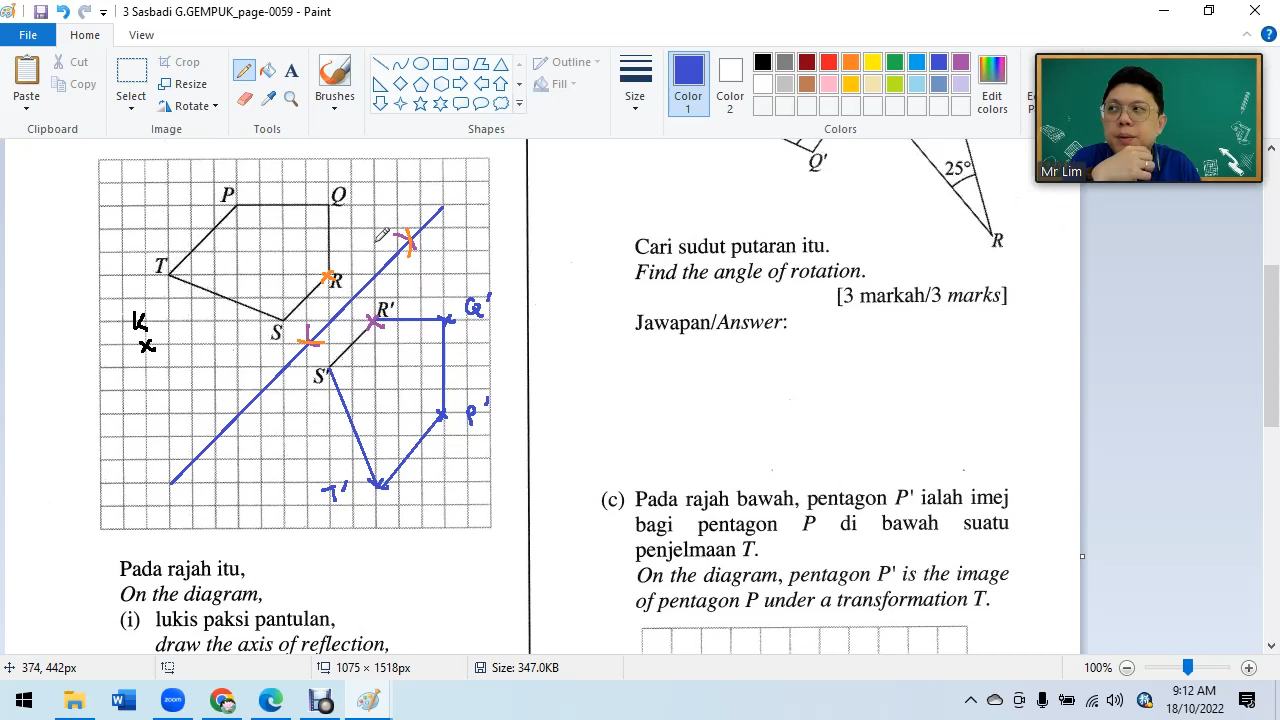 3 Sasbadi G.GEMPUK_page-0059 - Paint
File
Home
View
Paste
Cut
Copy
Clipboard
Select
Crop
Resize
Rotate
Image
A
Tools
Brushes
Shapes
Outline
Fill
Size
Color 1
Color 2
Edit colors
Colors
Mr Lim
P
Q
T
R
S
K
R'
Q'
S'
P'
T'
Pada rajah itu,
On the diagram,
(i) lukis paksi pantulan,
draw the axis of reflection,
Q'
25°
R
Cari sudut putaran itu.
Find the angle of rotation.
[3 markah/3 marks]
Jawapan/Answer:
(c) Pada rajah bawah, pentagon P' ialah imej
bagi pentagon P di bawah suatu
penjelmaan T.
On the diagram, pentagon P' is the image
of pentagon P under a transformation T.
374, 442px
1075 × 1518px
Size: 347.0KB
100%
zoom
9:12 AM
18/10/2022